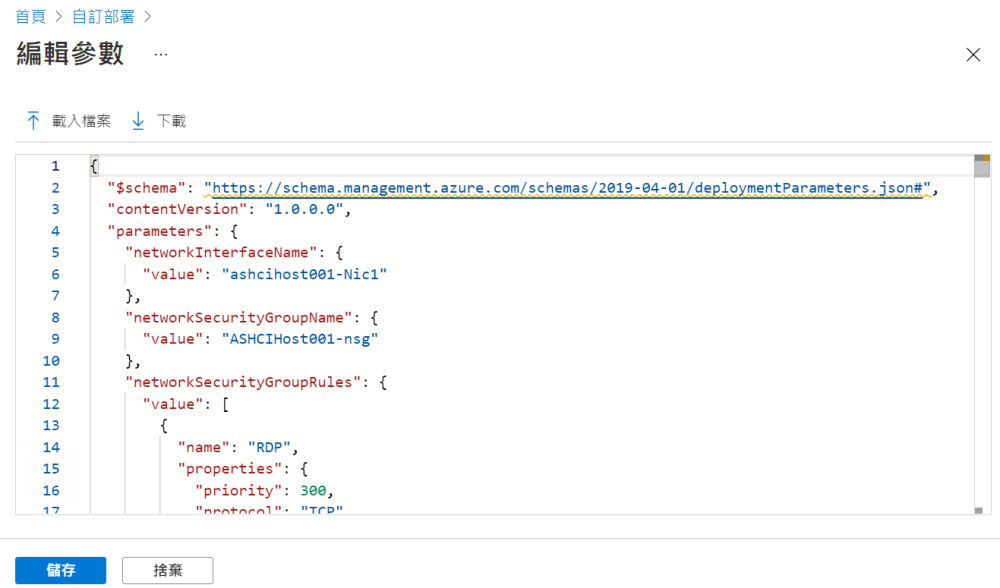 首頁 > 自訂部署 >
編輯參數 ...
載入檔案 下載
1 {
2 "$schema": "https://schema.management.azure.com/schemas/2019-04-01/deploymentParameters.json#",
3 "contentVersion": "1.0.0.0",
4 "parameters": {
5 "networkInterfaceName": {
6 "value": "ashcihost001-Nic1"
7 },
8 "networkSecurityGroupName": {
9 "value": "ASHCIHost001-nsg"
10 },
11 "networkSecurityGroupRules": {
12 "value": [
13 {
14 "name": "RDP",
15 "properties": {
16 "priority": 300,
17 "protocol": "TCP"
儲存 捨棄